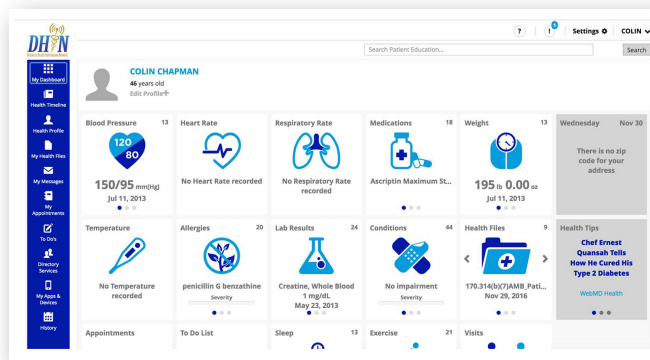 ? ! 1 Settings COLIN
DHIN
Search Patient Education...
Search
My Dashboard
Health Timeline
Health Profile
My Health Files
My Messages
My
Appointments
To Do's
Directory
Services
My Apps &
Devices
History
COLIN CHAPMAN
46 years old
Edit Profile+
Blood Pressure 13
120
80
150/95 mm[Hg]
Jul 11, 2013
Heart Rate
No Heart Rate recorded
Respiratory Rate
No Respiratory Rate
recorded
Medications 18
Ascriptin Maximum St...
Weight 13
195 lb 0.00 oz
Jul 11, 2013
Wednesday Nov 30
There is no zip
code for your
address
Temperature
No Temperature
recorded
Allergies 20
penicillin G benzathine
Severity
Lab Results 24
Creatine, Whole Blood
1 mg/dL
May 23, 2013
Conditions 44
No impairment
Severity
Health Files 9
170.314(b)(7)AMB_Pati...
Nov 29, 2016
Health Tips
Chef Ernest
Quansah Tells
How He Cured His
Type 2 Diabetes
WebMD Health
Appointments
To Do List
Sleep 13
Exercise 21
Visits